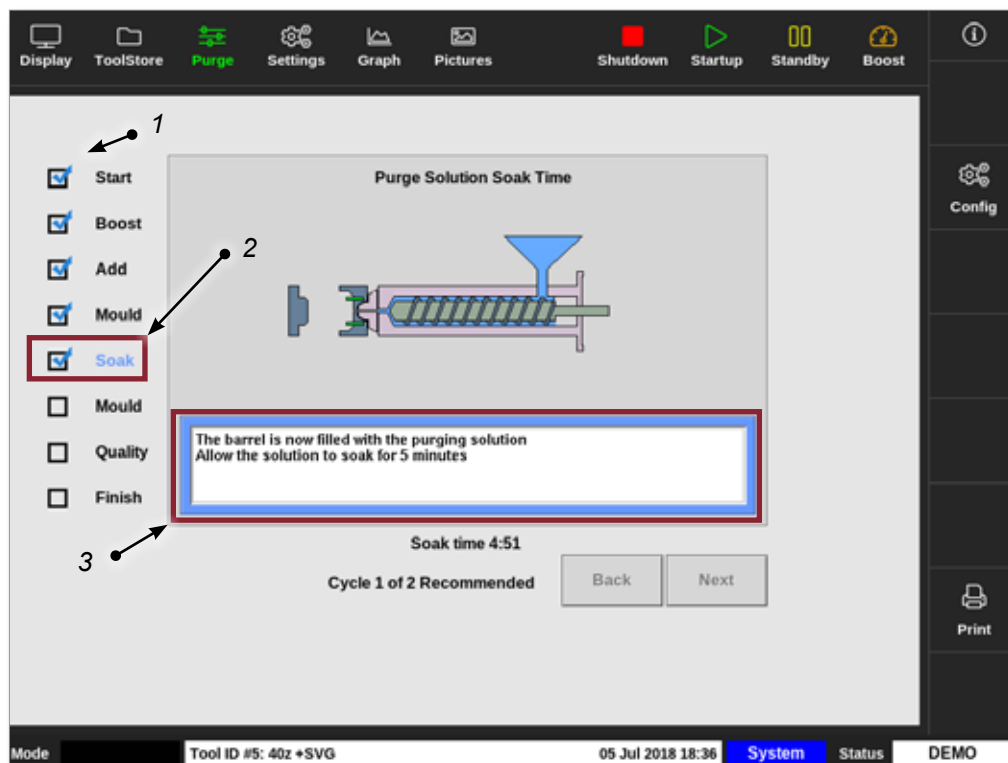 Display ToolStore Purge Settings Graph Pictures Shutdown Startup Standby Boost
1
Start
Purge Solution Soak Time
Config
Boost
2
Add
Mould
Soak
Mould
The barrel is now filled with the purging solution
Allow the solution to soak for 5 minutes
Quality
Finish
3
Soak time 4:51
Cycle 1 of 2 Recommended
Back
Next
Print
Mode Tool ID #5: 40z +SVG 05 Jul 2018 18:36 System Status DEMO